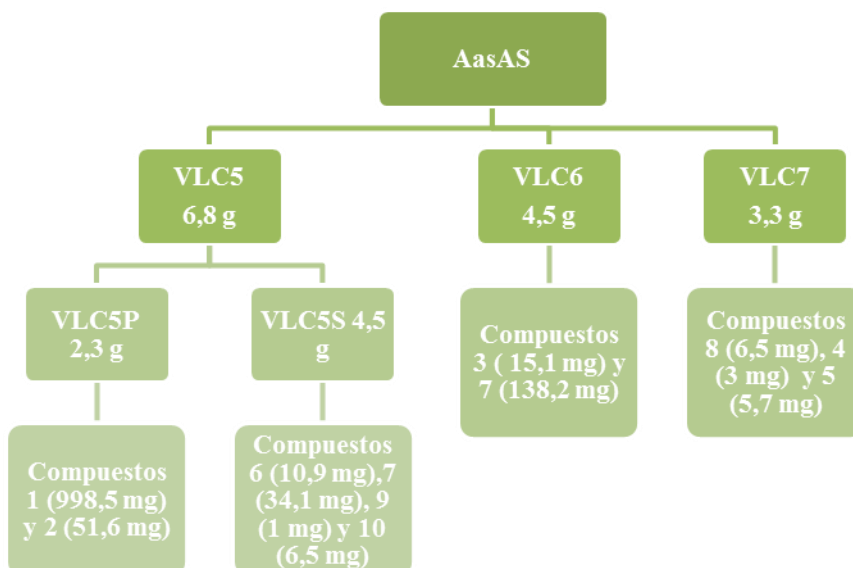 AasAS
VLC5
6,8 g
VLC6
4,5 g
VLC7
3,3 g
VLC5P
2,3 g
VLC5S 4,5
g
Compuestos
3 ( 15,1 mg) y
7 (138,2 mg)
Compuestos
8 (6,5 mg), 4
(3 mg) y 5
(5,7 mg)
Compuestos
1 (998,5 mg)
y 2 (51,6 mg)
Compuestos
6 (10,9 mg),7
(34,1 mg), 9
(1 mg) y 10
(6,5 mg)